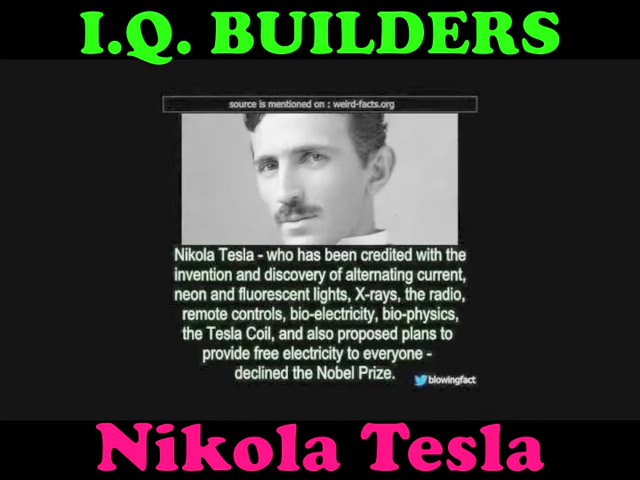 I.Q. BUILDERS
source is mentioned on : weird-facts.org
Nikola Tesla - who has been credited with the
invention and discovery of alternating current,
neon and fluorescent lights, X-rays, the radio,
remote controls, bio-electricity, bio-physics,
the Tesla Coil, and also proposed plans to
provide free electricity to everyone -
declined the Nobel Prize.
blowingfact
Nikola Tesla